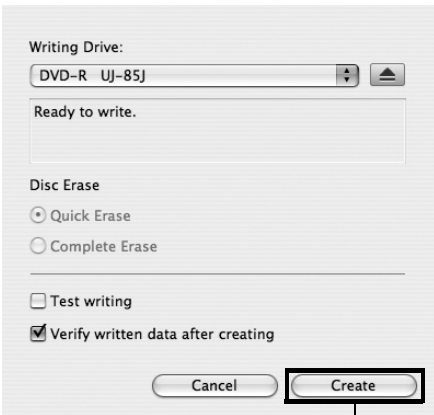 Writing Drive:
DVD-R UJ-85J
Ready to write.
Disc Erase
Quick Erase
Complete Erase
Test writing
Verify written data after creating
Cancel Create